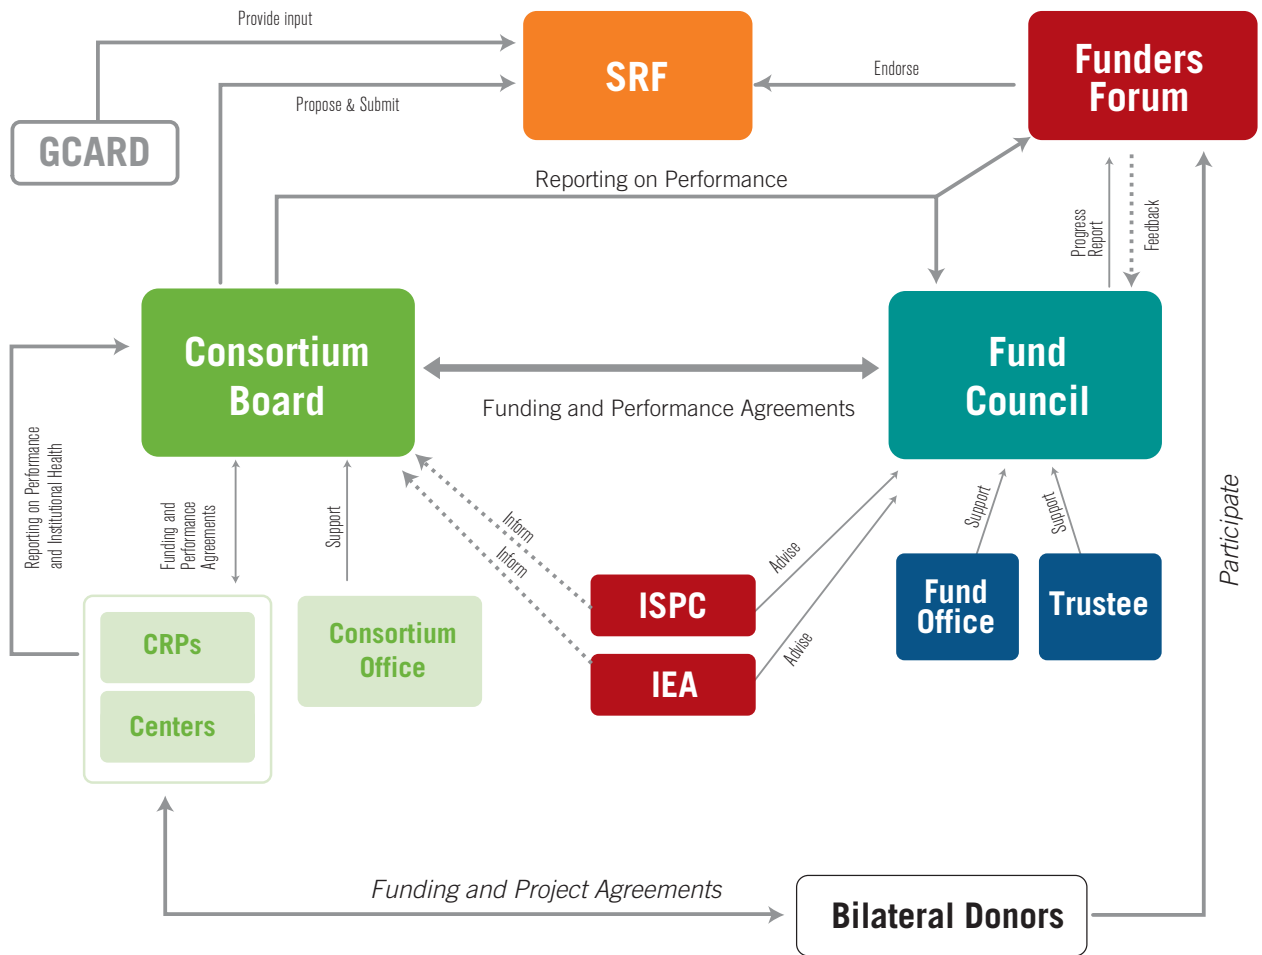 Provide input
SRF
Endorse
Funders
Forum
Propose & Submit
GCARD
Reporting on Performance
Progress
Report
Feedback
Consortium
Board
Fund
Council
Funding and Performance Agreements
Reporting on Performance
and Institutional Health
Funding and
Performance
Agreements
Support
Inform
Inform
Advise
Advise
Support
Support
Participate
CRPs
Centers
Consortium
Office
ISPC
IEA
Fund
Office
Trustee
Funding and Project Agreements
Bilateral Donors